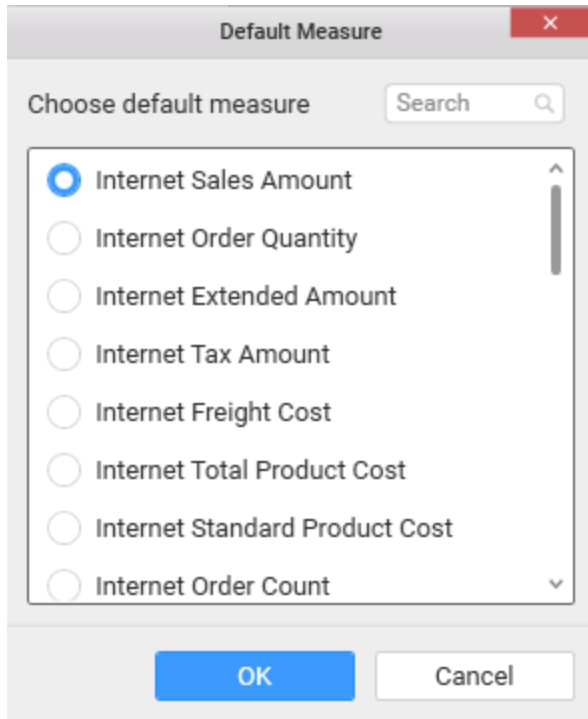 Default Measure
Choose default measure
Search
Internet Sales Amount
Internet Order Quantity
Internet Extended Amount
Internet Tax Amount
Internet Freight Cost
Internet Total Product Cost
Internet Standard Product Cost
Internet Order Count
OK
Cancel